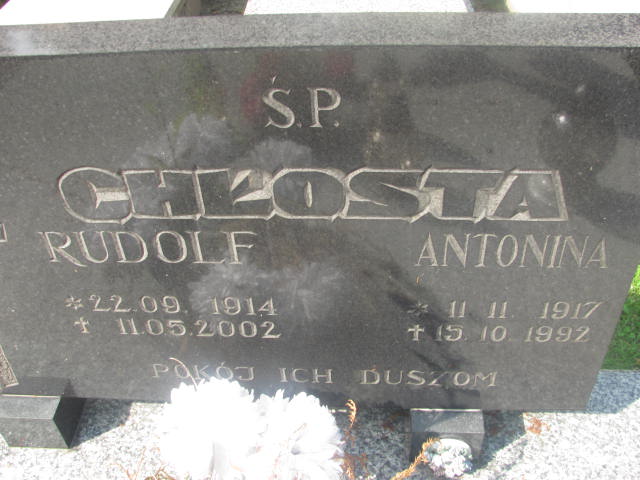 Ś.P.
CHŁOSTA
RUDOLF ANTONINA
* 22.09. 1914 * 11. 11. 1917
† 11.05.2002 † 15. 10. 1992
POKÓJ ICH DUSZOM